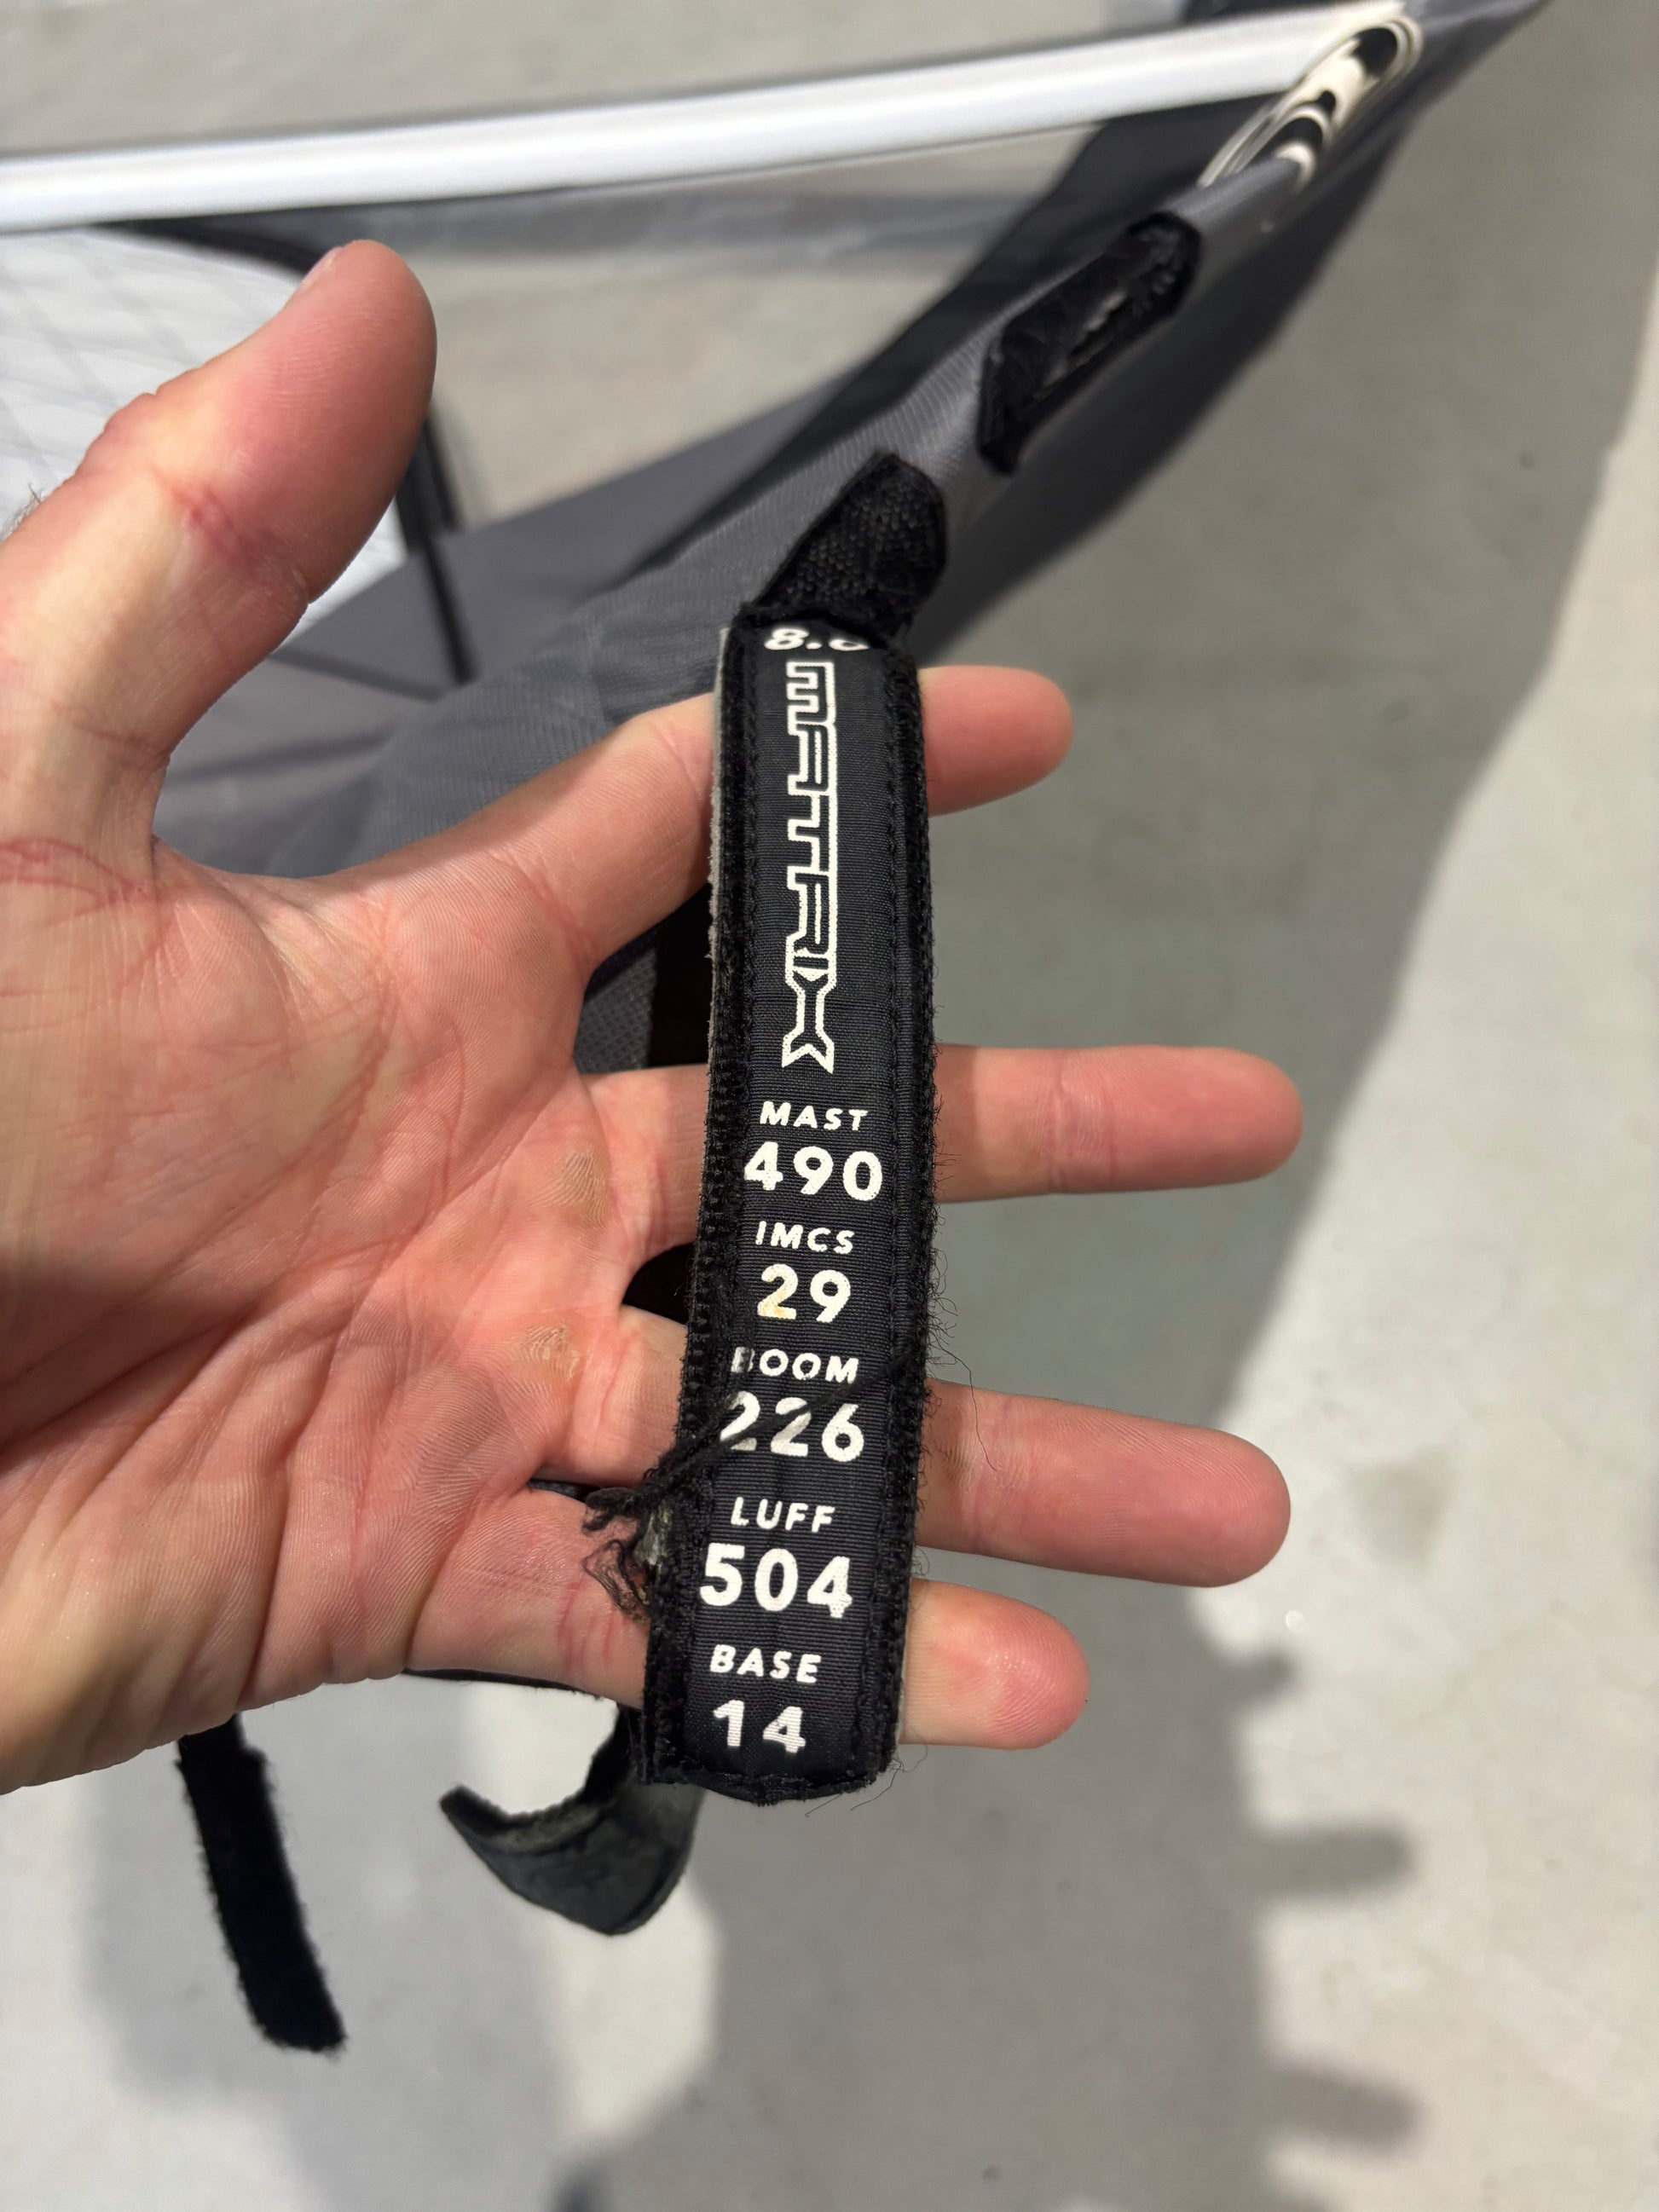 MATRIX
MAST
490
IMCS
29
BOOM
226
LUFF
504
BASE
14